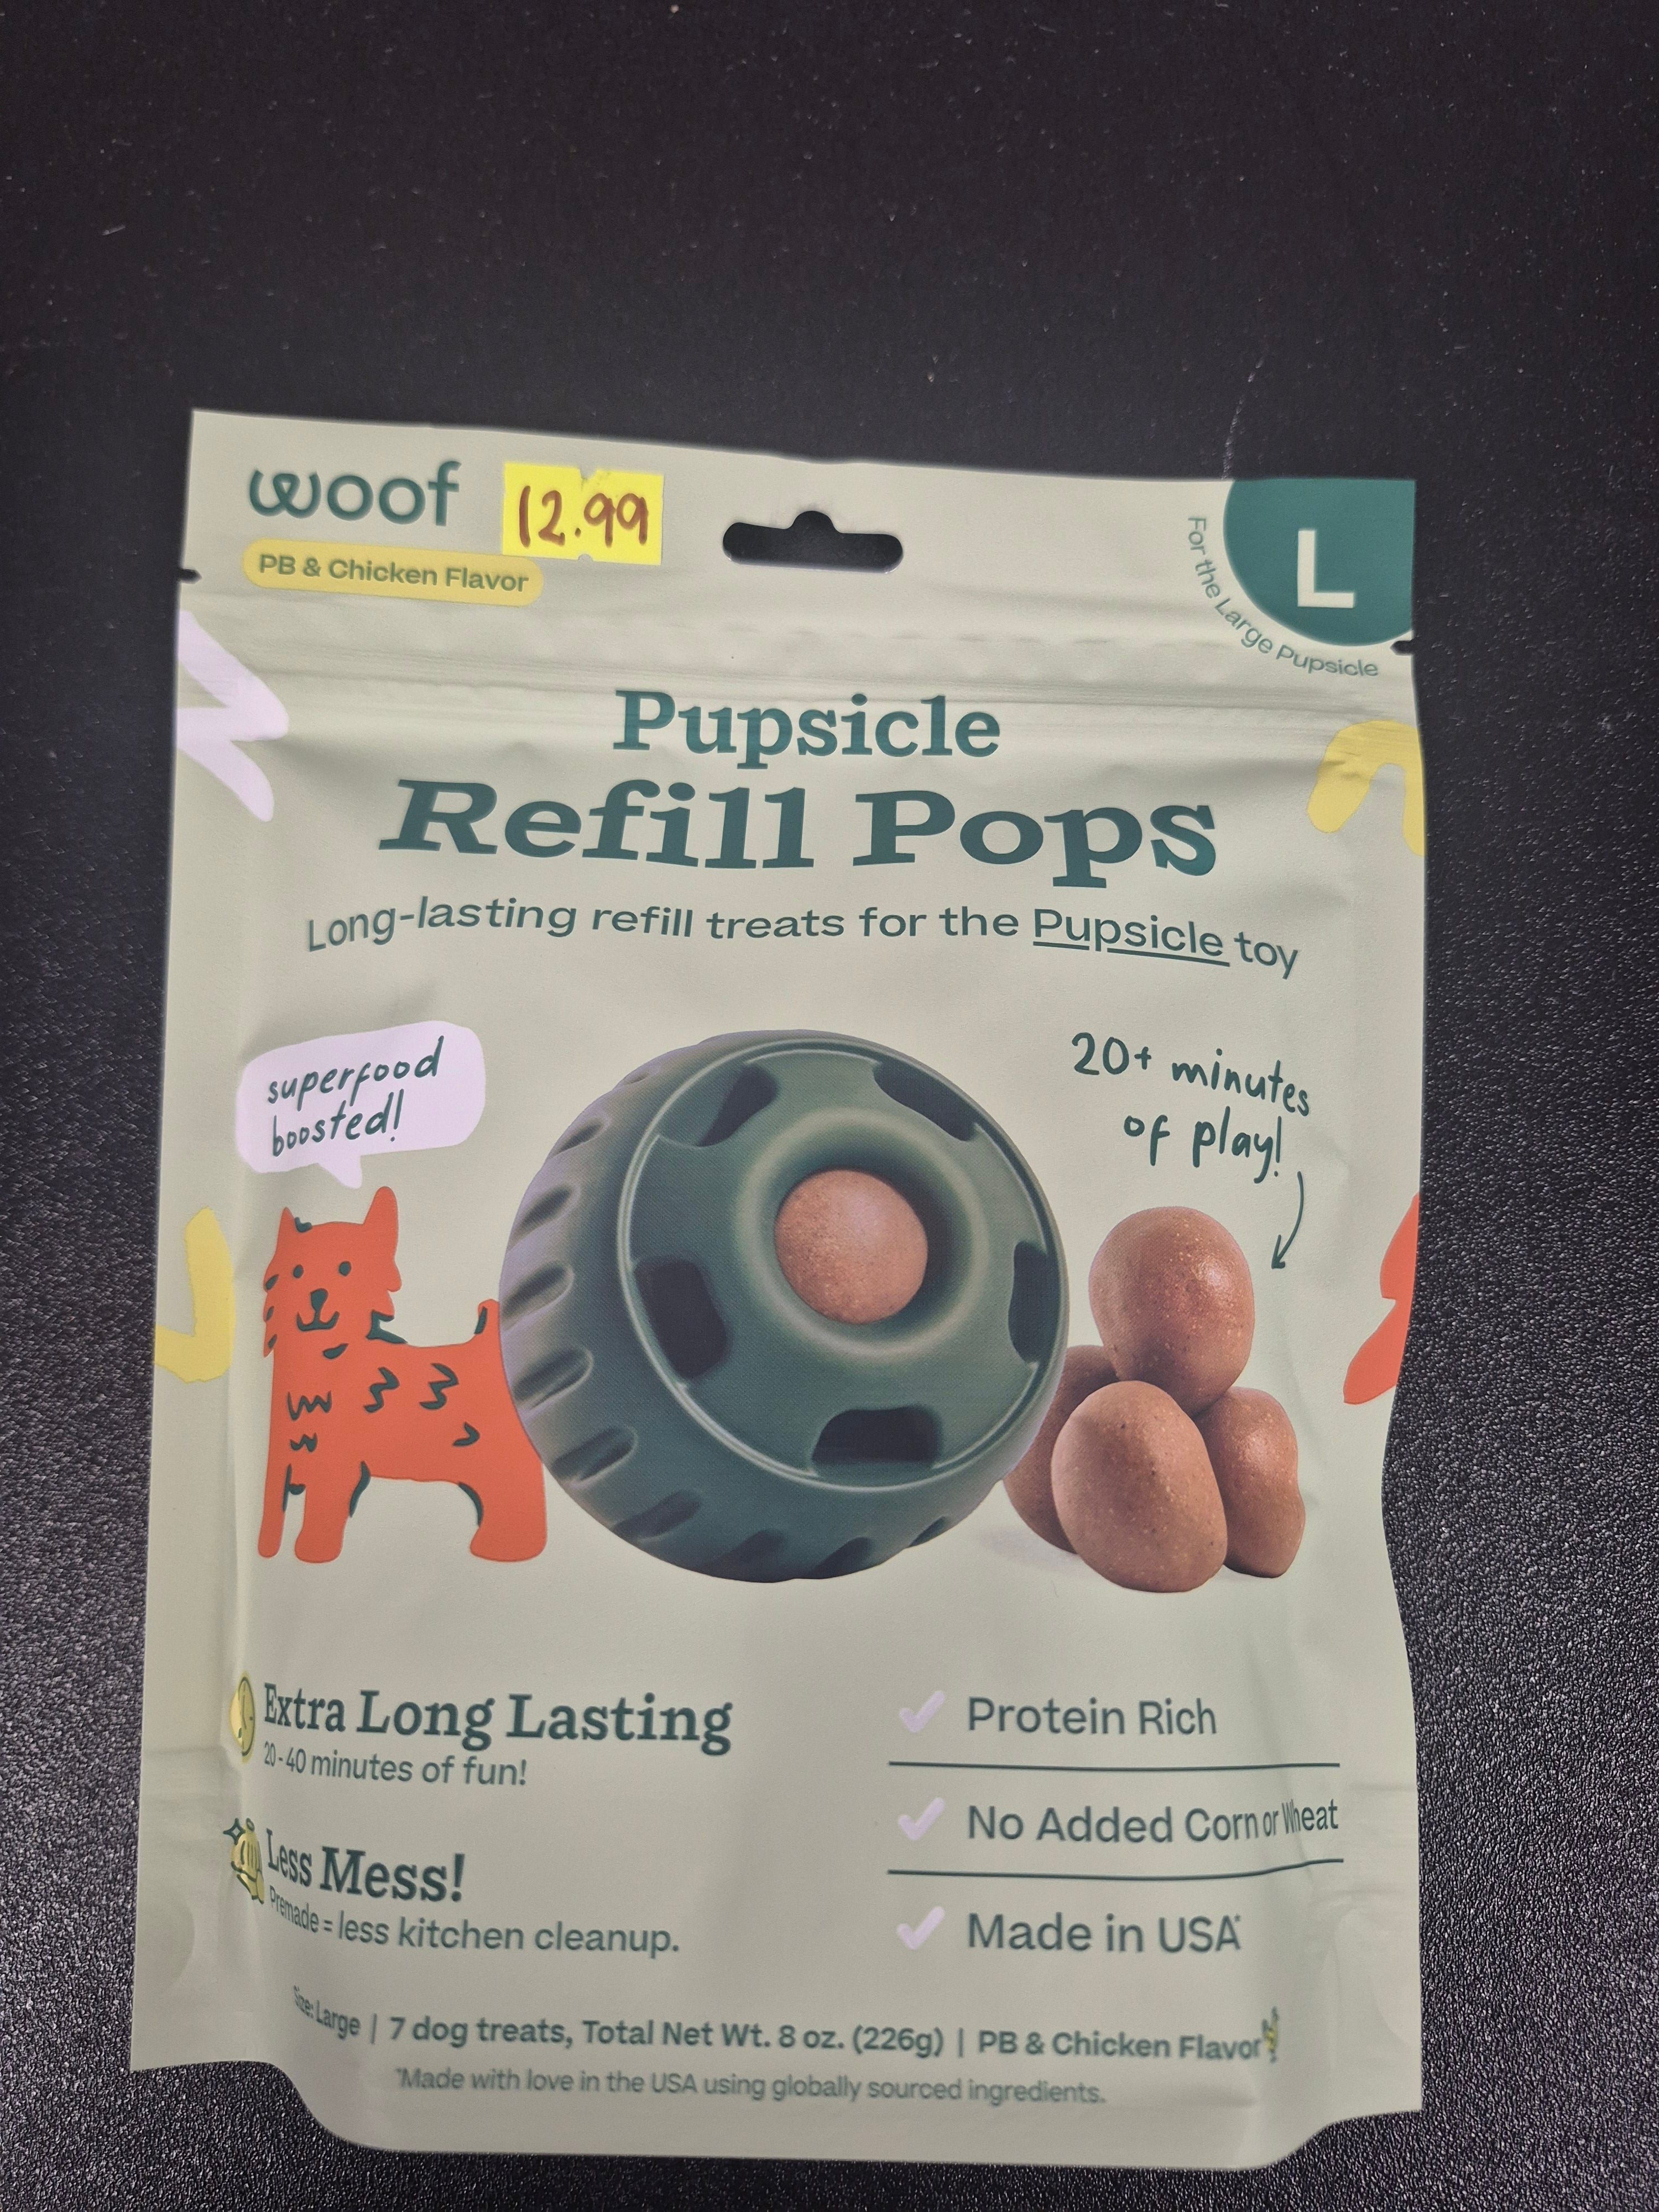 woof
12.99
PB & Chicken Flavor
L
For the Large Pupsicle
Pupsicle
Refill Pops
Long-lasting refill treats for the Pupsicle toy
superfood
boosted!
20+ minutes
of play!
Extra Long Lasting
20-40 minutes of fun!
Less Mess!
Premade = less kitchen cleanup.
Protein Rich
No Added Corn or Wheat
Made in USA*
Size: Large | 7 dog treats, Total Net Wt. 8 oz. (226g) | PB & Chicken Flavor
*Made with love in the USA using globally sourced ingredients.